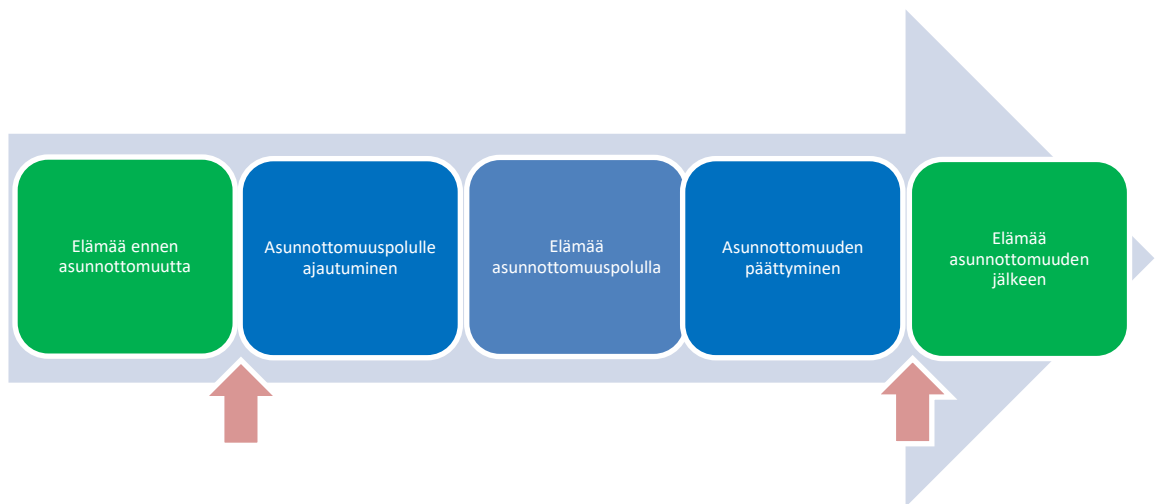 Elämää ennen
asunnottomuutta
Asunnottomuuspolulle
ajautuminen
Elämää
asunnottomuuspolulla
Asunnottomuuden
päättyminen
Elämää
asunnottomuuden
jälkeen